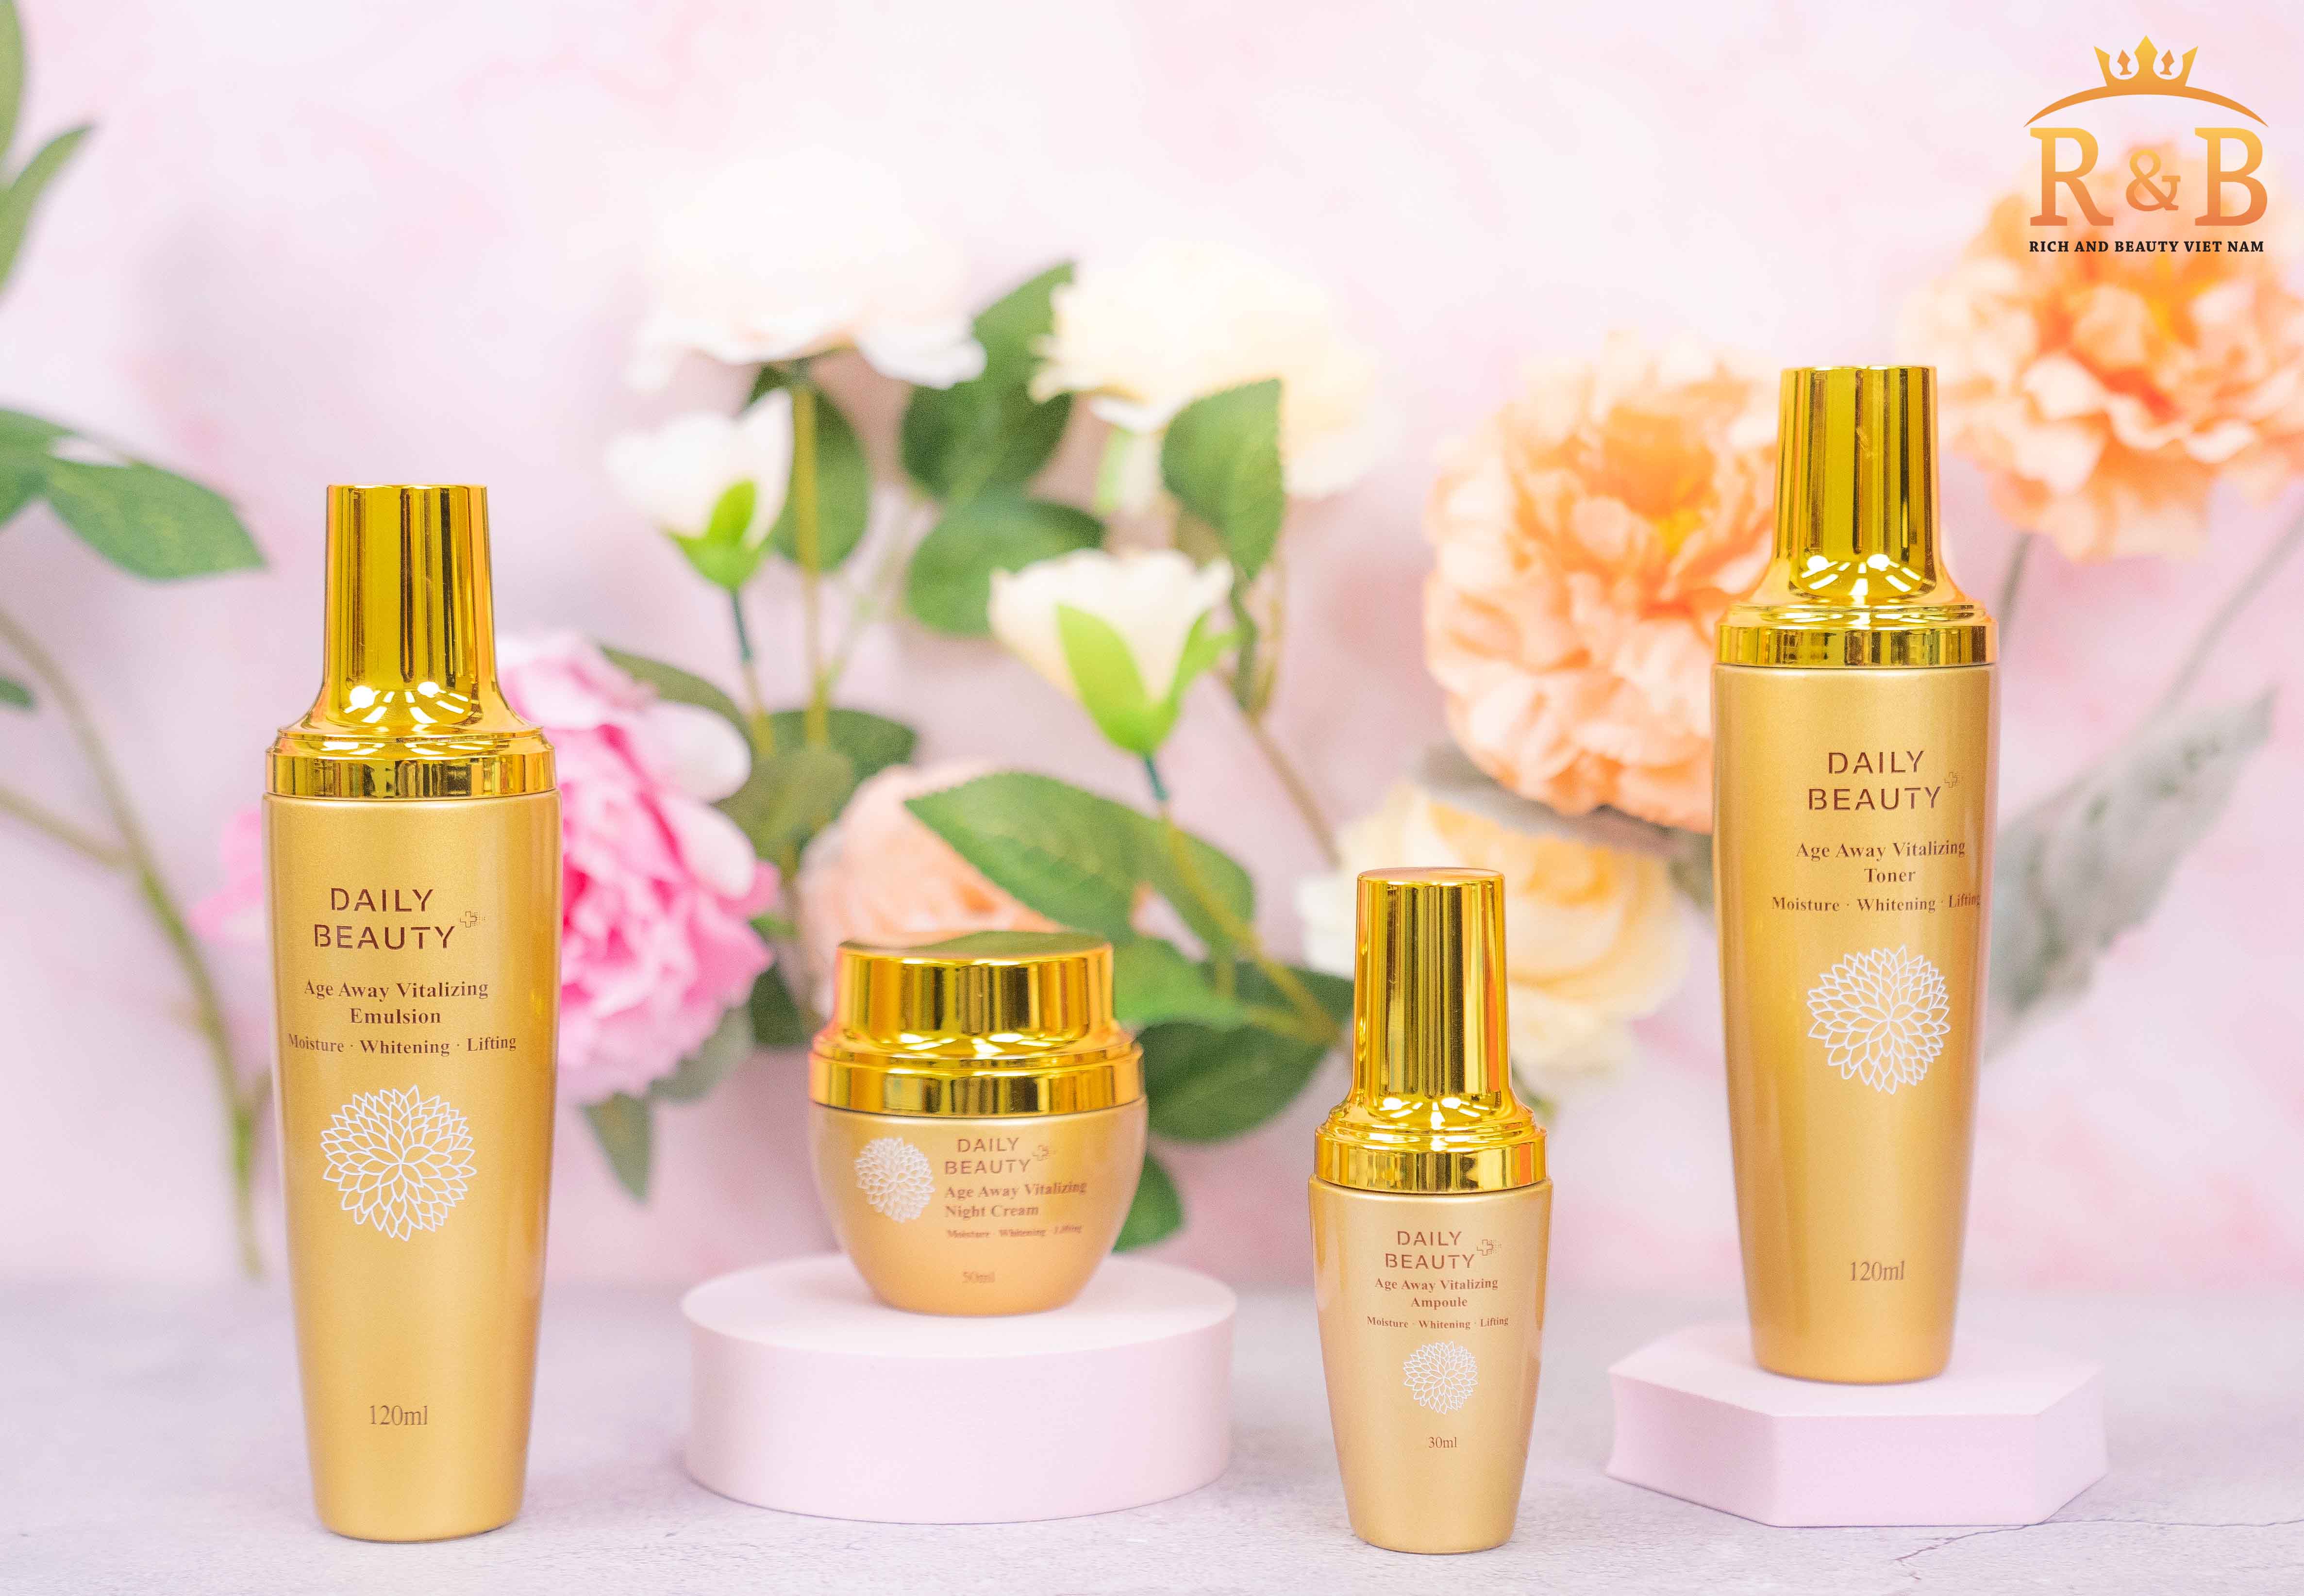 R & B
RICH AND BEAUTY VIET NAM
DAILY
BEAUTY
Age Away Vitalizing
Emulsion
Moisture · Whitening · Lifting
120ml
DAILY
BEAUTY
Age Away Vitalizing
Night Cream
Moisture · Whitening · Lifting
50ml
DAILY
BEAUTY
Age Away Vitalizing
Ampoule
Moisture · Whitening · Lifting
30ml
DAILY
BEAUTY
Age Away Vitalizing
Toner
Moisture · Whitening · Lifting
120ml